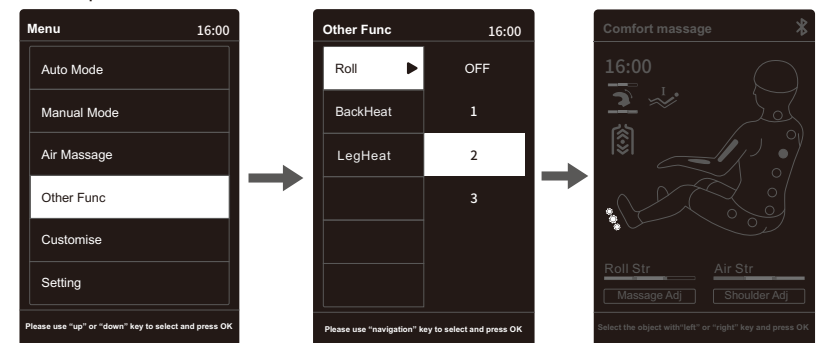 Menu 16:00
Auto Mode
Manual Mode
Air Massage
Other Func
Customise
Setting
Please use “up” or “down” key to select and press OK
Other Func 16:00
Roll OFF
BackHeat 1
LegHeat 2
3
Please use “navigation” key to select and press OK
Comfort massage
16:00
I
Roll Str Air Str
Massage Adj Shoulder Adj
Select the object with“left” or “right” key and press OK